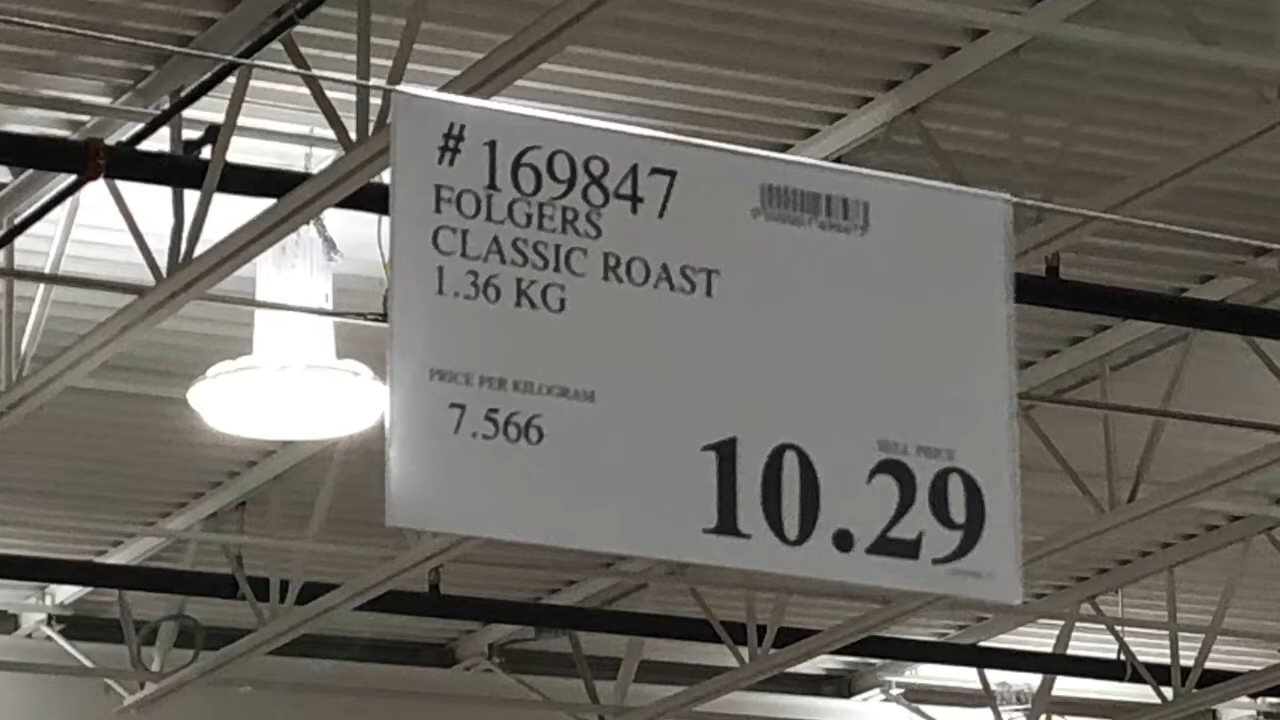 # 169847
FOLGERS
CLASSIC ROAST
1.36 KG
PRICE PER KILOGRAM
7.566
SELL PRICE
10.29